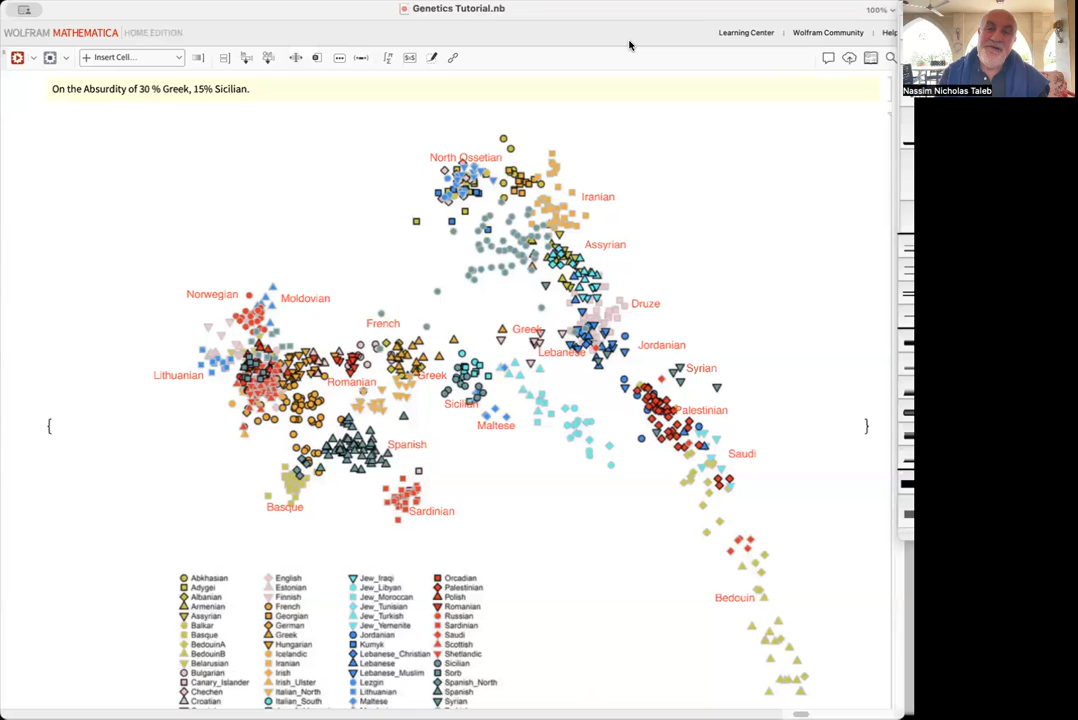 Genetics Tutorial.nb
100%
WOLFRAM MATHEMATICA HOME EDITION
Learning Center
Wolfram Community
Help
Insert Cell...
Nassim Nicholas Taleb
On the Absurdity of 30 % Greek, 15% Sicilian.
North Ossetian
Iranian
Assyrian
Norwegian
Moldovian
Druze
French
Greek
Jordanian
Lebanese
Syrian
Lithuanian
Romanian
Greek
Sicilian
Palestinian
Maltese
Spanish
Saudi
Basque
Sardinian
Bedouin
{
}
Abkhasian English Jew_Iraqi Orcadian
Adygei Estonian Jew_Libyan Palestinian
Albanian Finnish Jew_Moroccan Polish
Armenian French Jew_Tunisian Romanian
Assyrian Georgian Jew_Turkish Russian
Balkar German Jew_Yemenite Sardinian
Basque Greek Jordanian Saudi
BedouinA Hungarian Kumyk Scottish
BedouinB Icelandic Lebanese_Christian Shetlandic
Belarusian Iranian Lebanese Sicilian
Bulgarian Irish Lebanese_Muslim Sorb
Canary_Islander Irish_Ulster Lezgin Spanish_North
Chechen Italian_North Lithuanian Spanish
Croatian Italian_South Maltese Syrian